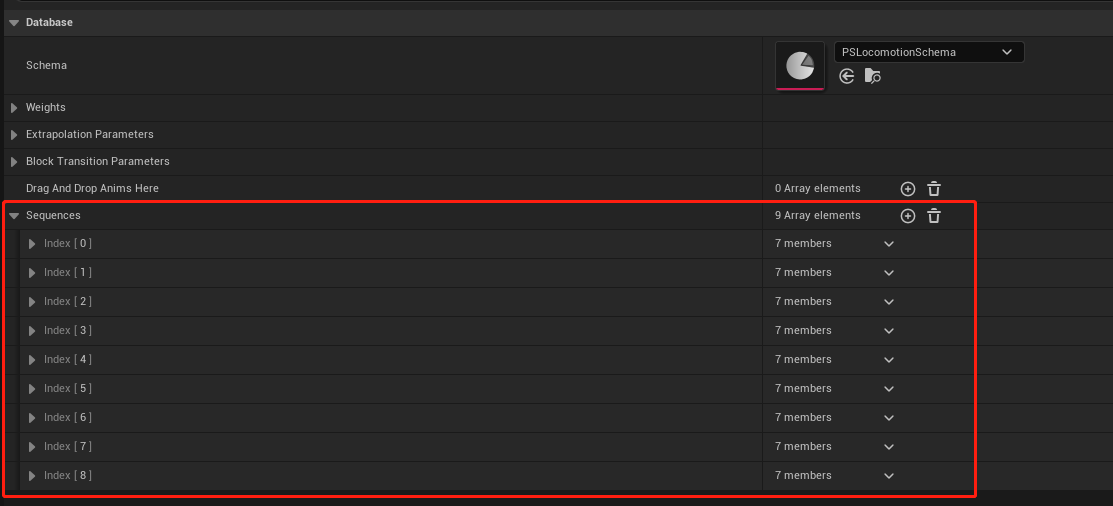 Database
Schema
PSLocomotionSchema
Weights
Extrapolation Parameters
Block Transition Parameters
Drag And Drop Anims Here 0 Array elements
Sequences 9 Array elements
Index [ 0 ] 7 members
Index [ 1 ] 7 members
Index [ 2 ] 7 members
Index [ 3 ] 7 members
Index [ 4 ] 7 members
Index [ 5 ] 7 members
Index [ 6 ] 7 members
Index [ 7 ] 7 members
Index [ 8 ] 7 members